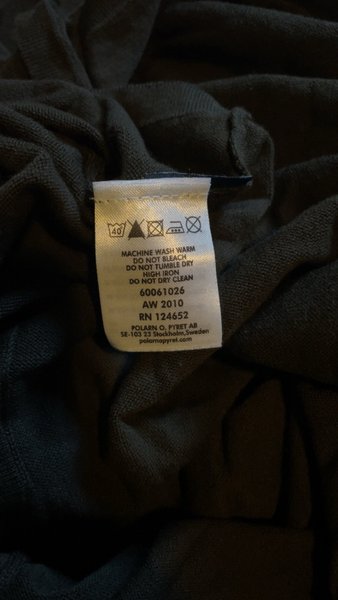 40
MACHINE WASH WARM
DO NOT BLEACH
DO NOT TUMBLE DRY
HIGH IRON
DO NOT DRY CLEAN
60061026
AW 2010
RN 124652
POLARN O. PYRET AB
SE-103 25 Stockholm,Sweden
polarnopyret.com